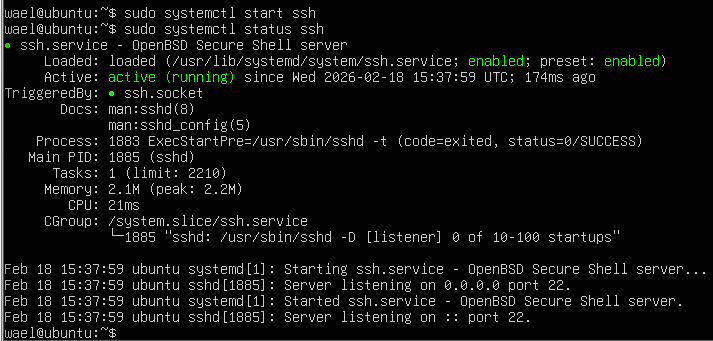 wael@ubuntu:~$ sudo systemctl start ssh
wael@ubuntu:~$ sudo systemctl status ssh
● ssh.service - OpenBSD Secure Shell server
     Loaded: loaded (/usr/lib/systemd/system/ssh.service; enabled; preset: enabled)
     Active: active (running) since Wed 2026-02-18 15:37:59 UTC; 174ms ago
TriggeredBy: ● ssh.socket
       Docs: man:sshd(8)
             man:sshd_config(5)
    Process: 1883 ExecStartPre=/usr/sbin/sshd -t (code=exited, status=0/SUCCESS)
   Main PID: 1885 (sshd)
      Tasks: 1 (limit: 2210)
     Memory: 2.1M (peak: 2.2M)
        CPU: 21ms
     CGroup: /system.slice/ssh.service
             └─1885 "sshd: /usr/sbin/sshd -D [listener] 0 of 10-100 startups"

Feb 18 15:37:59 ubuntu systemd[1]: Starting ssh.service - OpenBSD Secure Shell server...
Feb 18 15:37:59 ubuntu sshd[1885]: Server listening on 0.0.0.0 port 22.
Feb 18 15:37:59 ubuntu systemd[1]: Started ssh.service - OpenBSD Secure Shell server.
Feb 18 15:37:59 ubuntu sshd[1885]: Server listening on :: port 22.
wael@ubuntu:~$